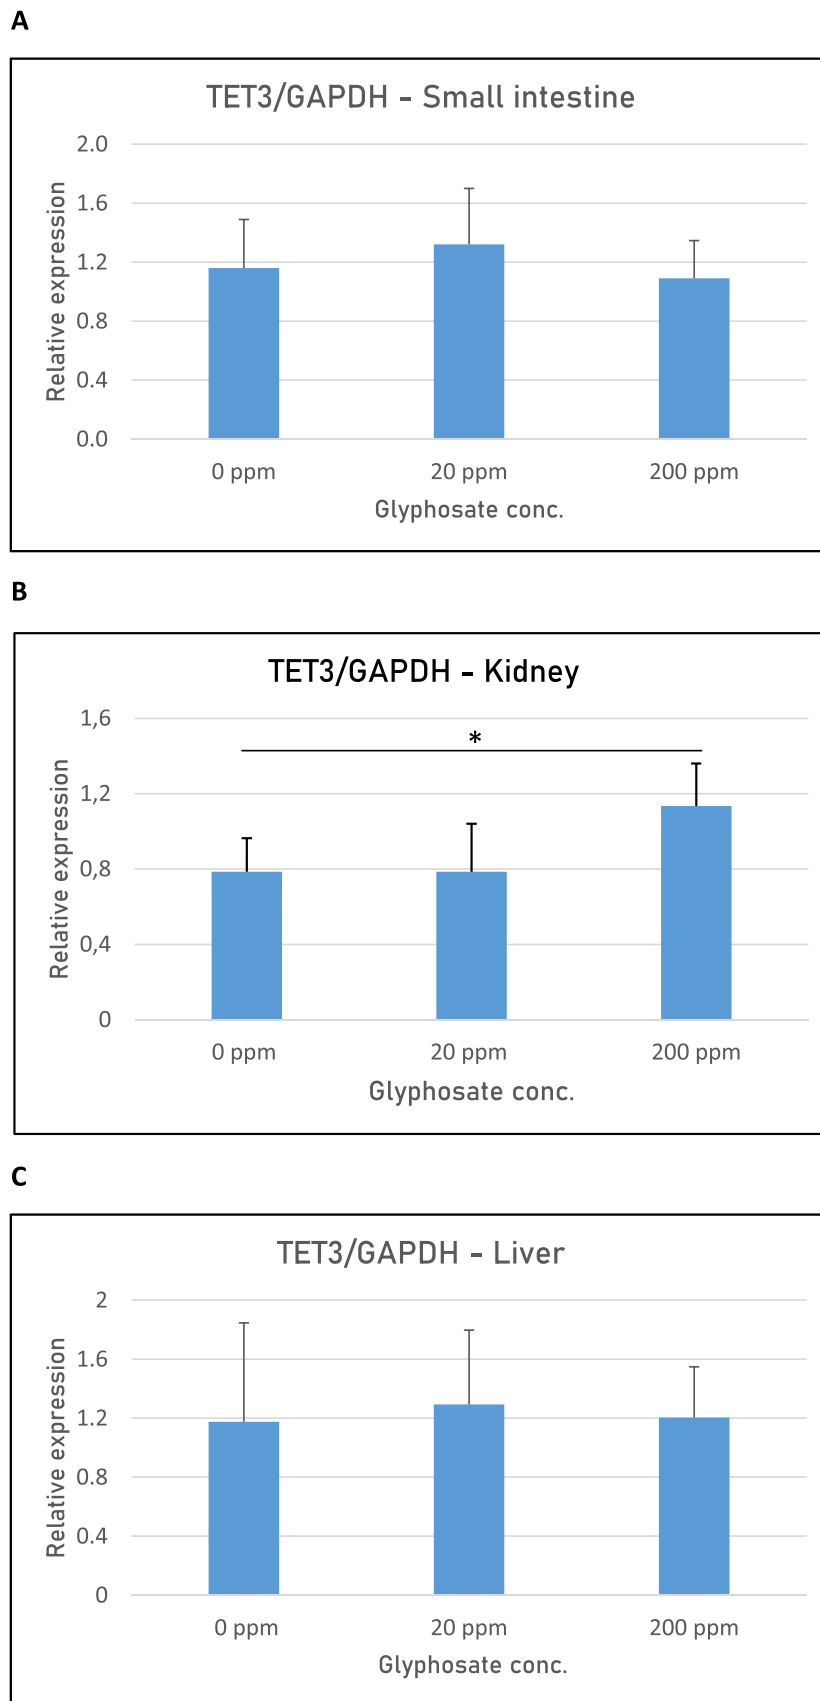 A
TET3/GAPDH - Small intestine
Relative expression
2.0
1.6
1.2
0.8
0.4
0.0
0 ppm
20 ppm
200 ppm
Glyphosate conc.
B
TET3/GAPDH - Kidney
Relative expression
1,6
1,2
0,8
0,4
0
*
0 ppm
20 ppm
200 ppm
Glyphosate conc.
C
TET3/GAPDH - Liver
Relative expression
2
1.6
1.2
0.8
0.4
0
0 ppm
20 ppm
200 ppm
Glyphosate conc.